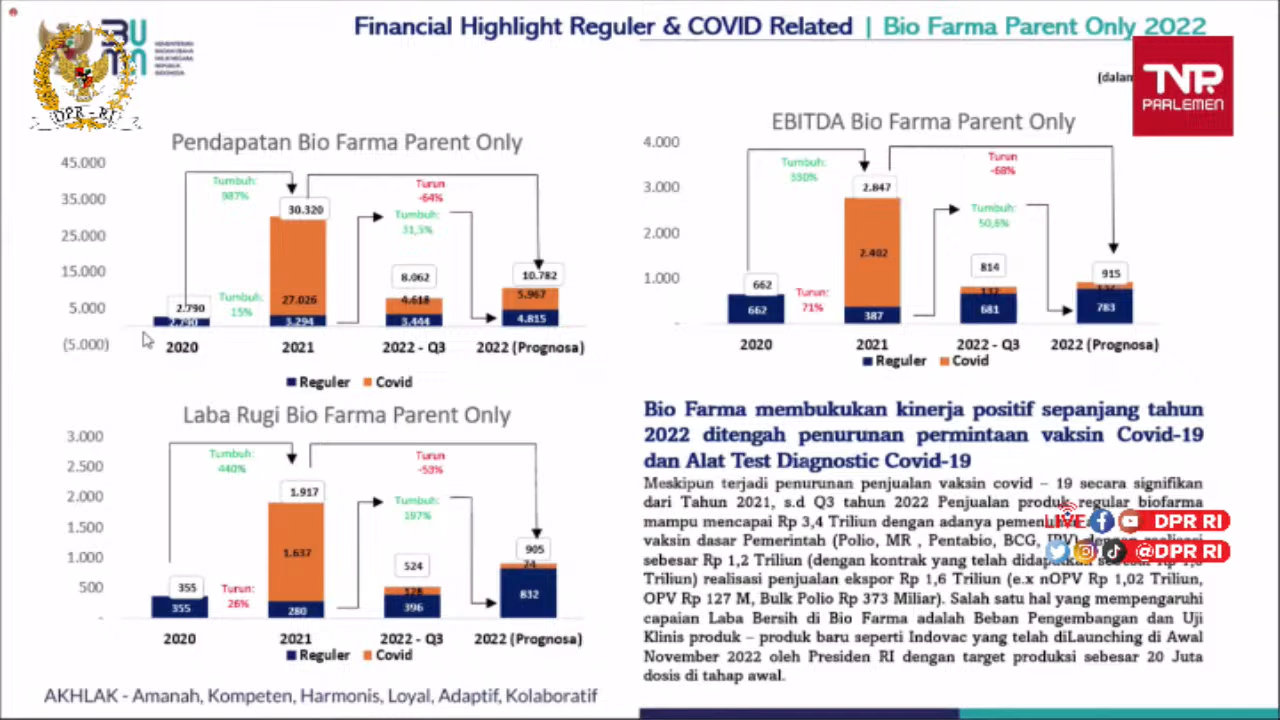 Financial Highlight Reguler & COVID Related | Bio Farma Parent Only 2022
KEMENTERIAN
BADAN USAHA
MILIK NEGARA
REPUBLIK
INDONESIA
DPR - RI
(dalam
TVR
PARLEMEN
Pendapatan Bio Farma Parent Only
45.000
35.000
25.000
15.000
5.000
(5.000)
Tumbuh:
987%
Turun
-64%
30.320
Tumbuh:
31,5%
8.062
10.782
2.790
Tumbuh:
15%
27.026
4.618
5.967
2.790
3.294
3.444
4.815
2020
2021
2022 - Q3
2022 (Prognosa)
Reguler
Covid
EBITDA Bio Farma Parent Only
4.000
3.000
2.000
1.000
-
Tumbuh:
330%
Turun
-68%
2.847
Tumbuh:
50,6%
2.402
662
814
915
Turun:
71%
662
387
681
783
2020
2021
2022 - Q3
2022 (Prognosa)
Reguler
Covid
Laba Rugi Bio Farma Parent Only
3.000
2.500
2.000
1.500
1.000
500
-
Tumbuh:
440%
Turun
-53%
1.917
Tumbuh:
197%
1.637
524
905
74
355
Turun:
26%
355
280
396
832
2020
2021
2022 - Q3
2022 (Prognosa)
Reguler
Covid
Bio Farma membukukan kinerja positif sepanjang tahun
2022 ditengah penurunan permintaan vaksin Covid-19
dan Alat Test Diagnostic Covid-19
Meskipun terjadi penurunan penjualan vaksin covid – 19 secara signifikan
dari Tahun 2021, s.d Q3 tahun 2022 Penjualan produk regular biofarma
mampu mencapai Rp 3,4 Triliun dengan adanya
vaksin dasar Pemerintah (Polio, MR , Pentabio, BCG, IPV) dengan realisasi
sebesar Rp 1,2 Triliun (dengan kontrak yang telah
Triliun) realisasi penjualan ekspor Rp 1,6 Triliun (e.x nOPV Rp 1,02 Triliun,
OPV Rp 127 M, Bulk Polio Rp 373 Miliar). Salah satu hal yang mempengaruhi
capaian Laba Bersih di Bio Farma adalah Beban Pengembangan dan Uji
Klinis produk – produk baru seperti Indovac yang telah diLaunching di Awal
November 2022 oleh Presiden RI dengan target produksi sebesar 20 Juta
dosis di tahap awal.
LIVE
DPR RI
@DPR RI
AKHLAK - Amanah, Kompeten, Harmonis, Loyal, Adaptif, Kolaboratif